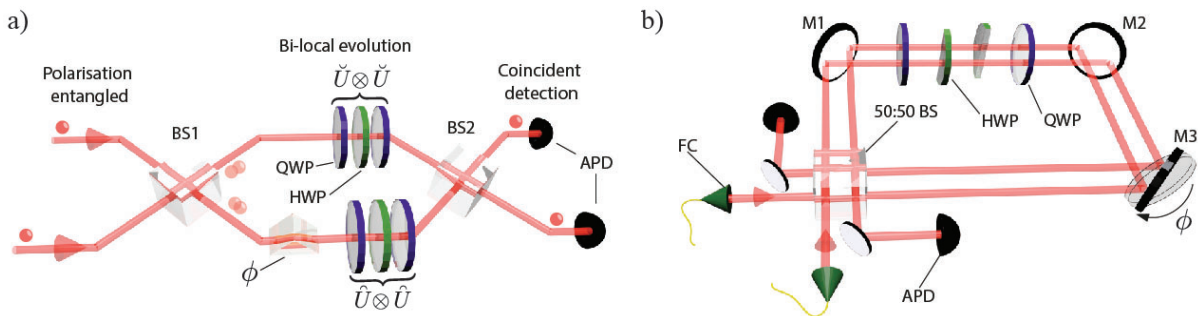 a)
Polarisation
entangled
BS1
Bi-local evolution
Ŭ⊗Ŭ
QWP
HWP
ϕ
Û⊗Û
BS2
Coincident
detection
APD
b)
M1
M2
HWP
QWP
50:50 BS
M3
FC
ϕ
APD